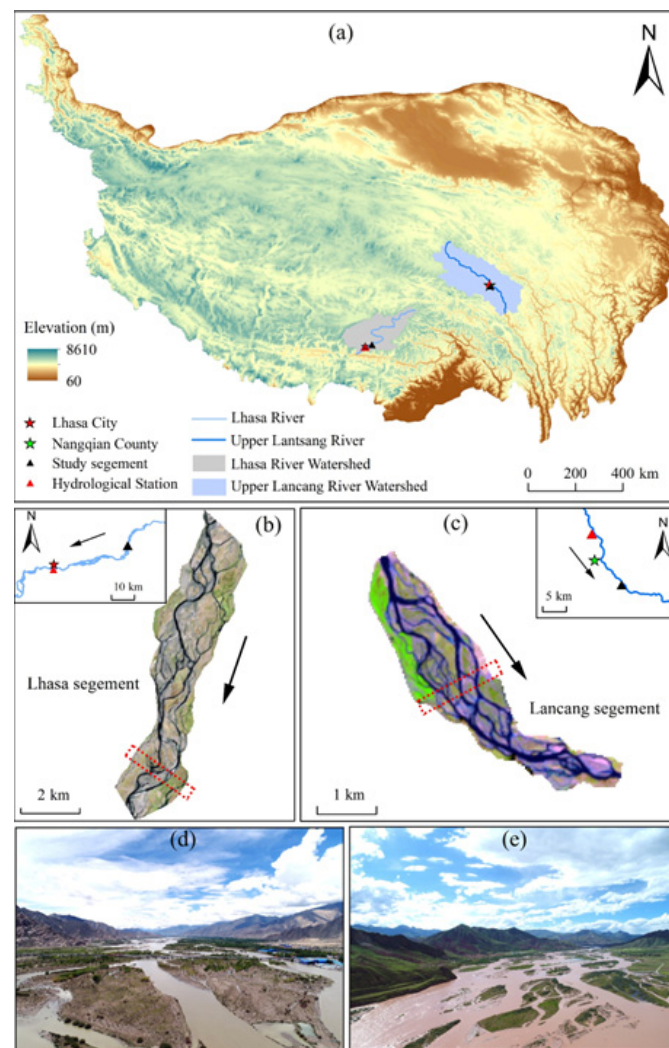 (a)
N
Elevation (m)
8610
60
Lhasa City
Nangqian County
Study segement
Hydrological Station
Lhasa River
Upper Lantsang River
Lhasa River Watershed
Upper Lancang River Watershed
0 200 400 km
N
10 km
(b)
Lhasa segement
2 km
(c)
N
5 km
Lancang segement
1 km
(d)
(e)